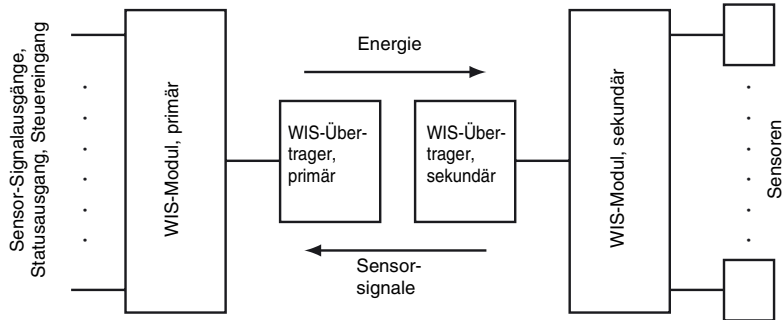 Sensor-Signalausgänge,
Statusausgang, Steuereingang
WIS-Modul, primär
Energie
WIS-Über-
trager,
primär
WIS-Über-
trager,
sekundär
Sensor-
signale
WIS-Modul, sekundär
Sensoren